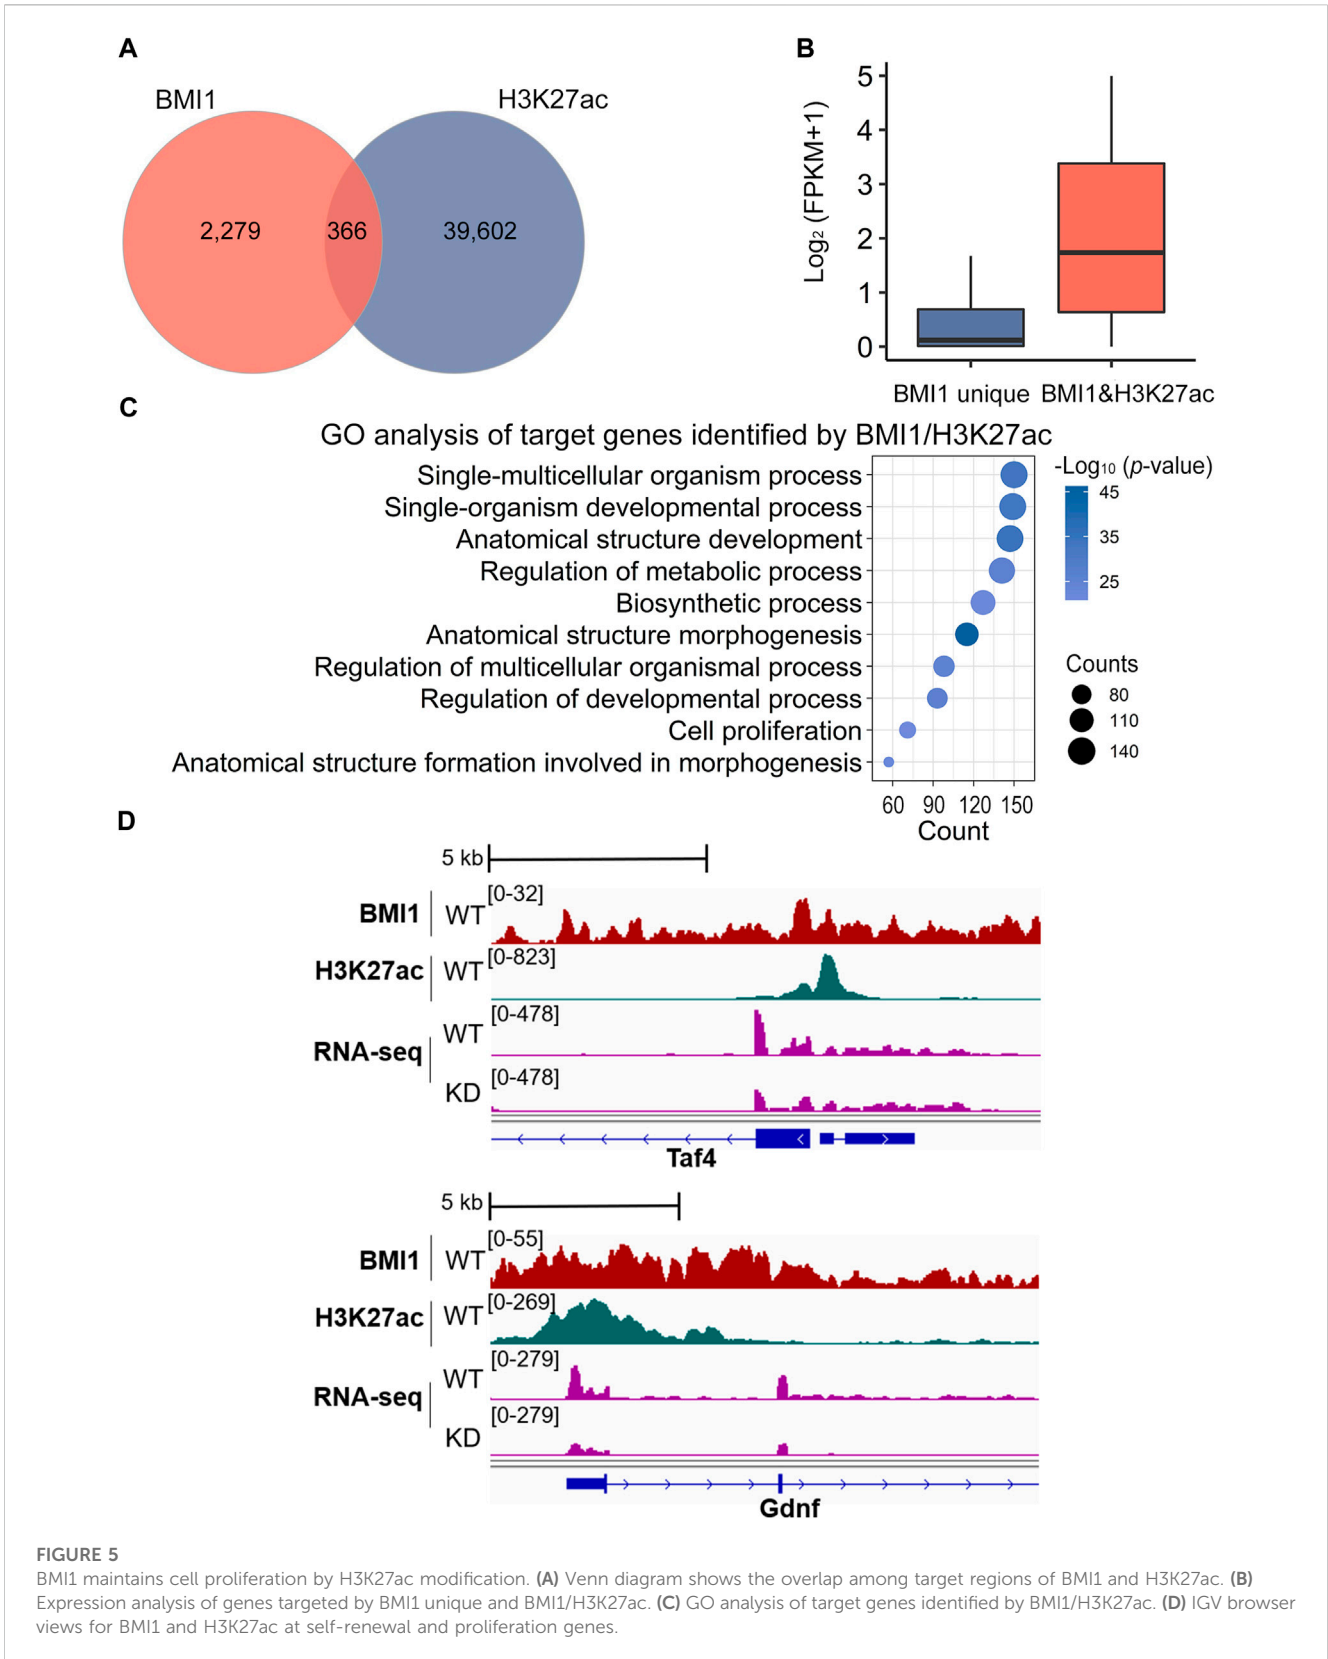 A
B
BMI1
H3K27ac
2,279
366
39,602
Log2 (FPKM+1)
5
4
3
2
1
0
BMI1 unique
BMI1&H3K27ac
C
GO analysis of target genes identified by BMI1/H3K27ac
Single-multicellular organism process
Single-organism developmental process
Anatomical structure development
Regulation of metabolic process
Biosynthetic process
Anatomical structure morphogenesis
Regulation of multicellular organismal process
Regulation of developmental process
Cell proliferation
Anatomical structure formation involved in morphogenesis
60 90 120 150
Count
-Log10 (p-value)
45
35
25
Counts
80
110
140
D
5 kb
BMI1 WT [0-32]
H3K27ac WT [0-823]
RNA-seq
WT [0-478]
KD [0-478]
Taf4
5 kb
BMI1 WT [0-55]
H3K27ac WT [0-269]
RNA-seq
WT [0-279]
KD [0-279]
Gdnf
FIGURE 5
BMI1 maintains cell proliferation by H3K27ac modification. (A) Venn diagram shows the overlap among target regions of BMI1 and H3K27ac. (B)
Expression analysis of genes targeted by BMI1 unique and BMI1/H3K27ac. (C) GO analysis of target genes identified by BMI1/H3K27ac. (D) IGV browser
views for BMI1 and H3K27ac at self-renewal and proliferation genes.